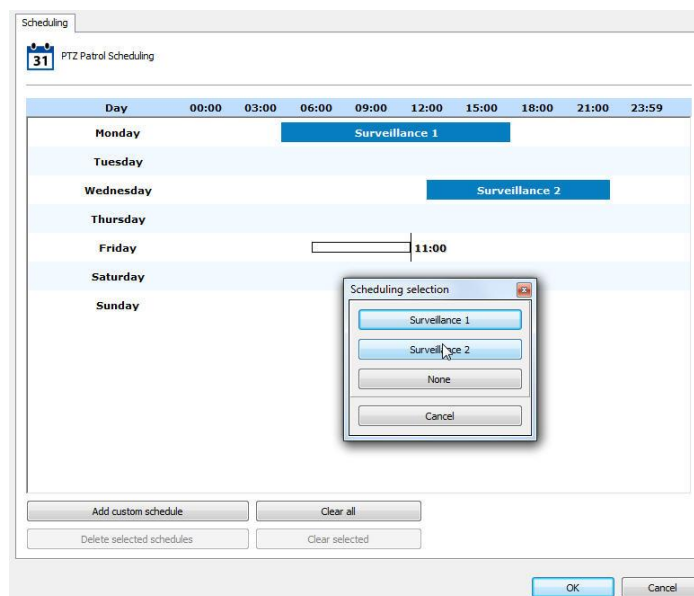 Scheduling
31 PTZ Patrol Scheduling
Day 00:00 03:00 06:00 09:00 12:00 15:00 18:00 21:00 23:59
Monday Surveillance 1
Tuesday
Wednesday Surveillance 2
Thursday
Friday 11:00
Saturday
Sunday
Scheduling selection
Surveillance 1
Surveillance 2
None
Cancel
Add custom schedule Clear all
Delete selected schedules Clear selected
OK Cancel